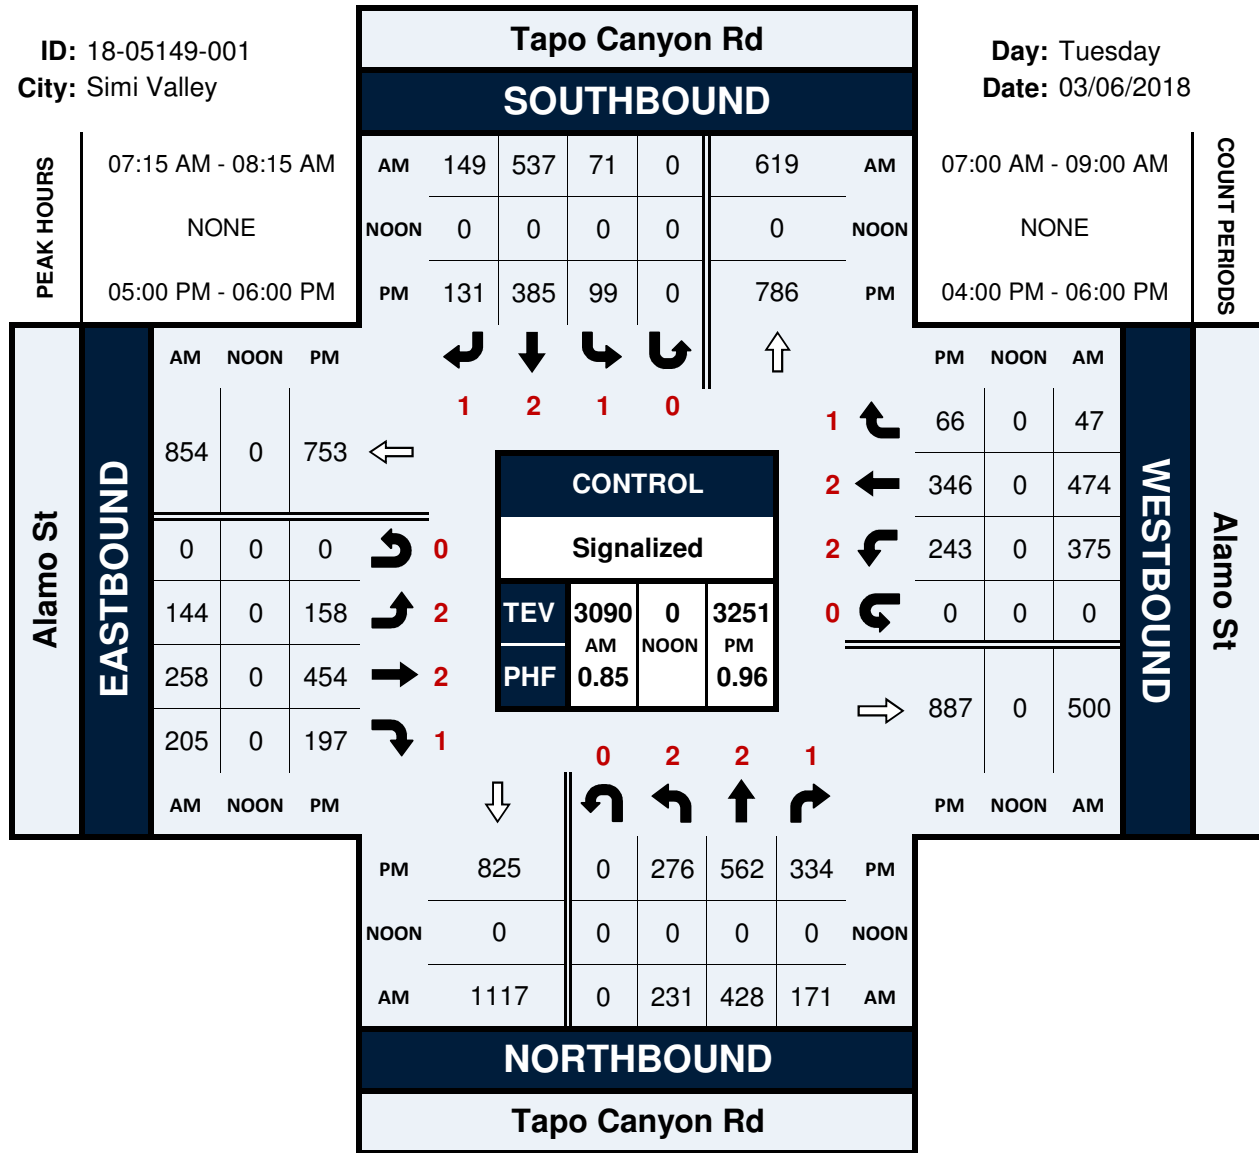 Tapo Canyon Rd
ID: 18-05149-001
City: Simi Valley
Day: Tuesday
Date: 03/06/2018
SOUTHBOUND
PEAK HOURS
07:15 AM - 08:15 AM
NONE
05:00 PM - 06:00 PM
AM 149 537 71 0 619 AM
NOON 0 0 0 0 0 NOON
PM 131 385 99 0 786 PM
07:00 AM - 09:00 AM
NONE
04:00 PM - 06:00 PM
COUNT PERIODS
1 2 1 0
Alamo St
EASTBOUND
AM NOON PM
854 0 753
0 0 0 0
144 0 158 2
258 0 454 2
205 0 197 1
AM NOON PM
CONTROL
Signalized
TEV 3090 0 3251
AM NOON PM
PHF 0.85 0.96
PM NOON AM
1 66 0 47
2 346 0 474
2 243 0 375
0 0 0 0
887 0 500
PM NOON AM
WESTBOUND
Alamo St
0 2 2 1
PM 825 0 276 562 334 PM
NOON 0 0 0 0 0 NOON
AM 1117 0 231 428 171 AM
NORTHBOUND
Tapo Canyon Rd